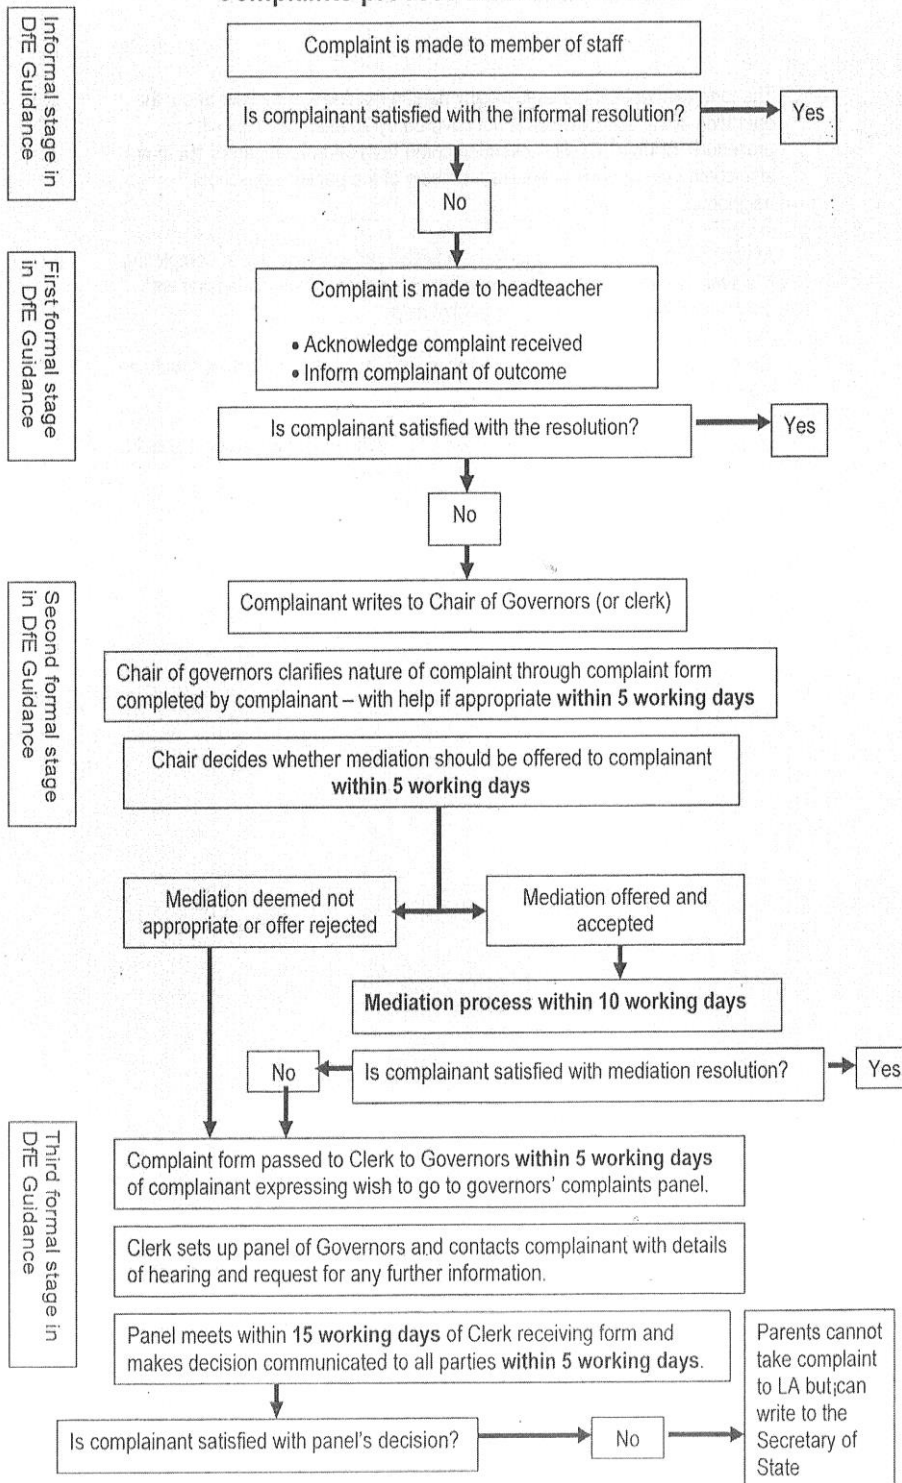 Informal stage in
DfE Guidance
Complaint is made to member of staff
Is complainant satisfied with the informal resolution?
Yes
No
First formal stage
in DfE Guidance
Complaint is made to headteacher
• Acknowledge complaint received
• Inform complainant of outcome
Is complainant satisfied with the resolution?
Yes
No
Second formal stage
in DfE Guidance
Complainant writes to Chair of Governors (or clerk)
Chair of governors clarifies nature of complaint through complaint form
completed by complainant – with help if appropriate within 5 working days
Chair decides whether mediation should be offered to complainant
within 5 working days
Mediation deemed not
appropriate or offer rejected
Mediation offered and
accepted
Mediation process within 10 working days
No
Is complainant satisfied with mediation resolution?
Yes
Third formal stage in
DfE Guidance
Complaint form passed to Clerk to Governors within 5 working days
of complainant expressing wish to go to governors' complaints panel.
Clerk sets up panel of Governors and contacts complainant with details
of hearing and request for any further information.
Panel meets within 15 working days of Clerk receiving form and
makes decision communicated to all parties within 5 working days.
Is complainant satisfied with panel's decision?
No
Parents cannot
take complaint
to LA but¡can
write to the
Secretary of
State